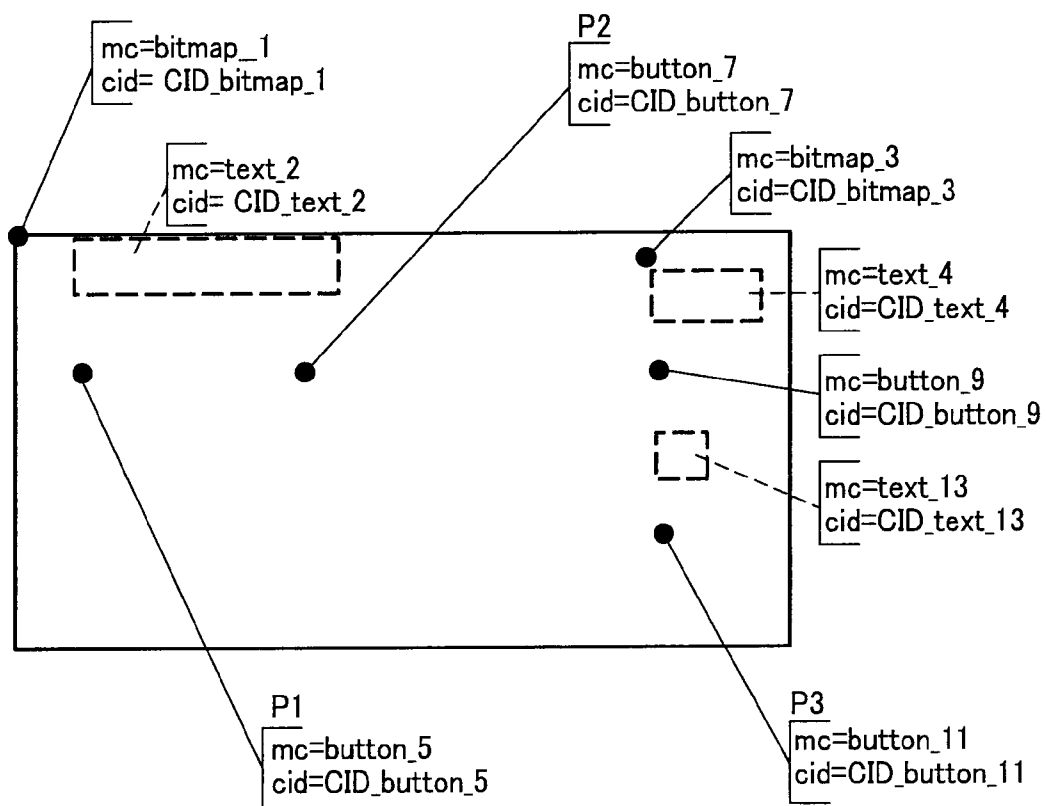 mc=bitmap_1
cid= CID_bitmap_1
P2
mc=button_7
cid=CID_button_7
mc=text_2
cid= CID_text_2
mc=bitmap_3
cid=CID_bitmap_3
mc=text_4
cid=CID_text_4
mc=button_9
cid=CID_button_9
mc=text_13
cid=CID_text_13
P1
mc=button_5
cid=CID_button_5
P3
mc=button_11
cid=CID_button_11